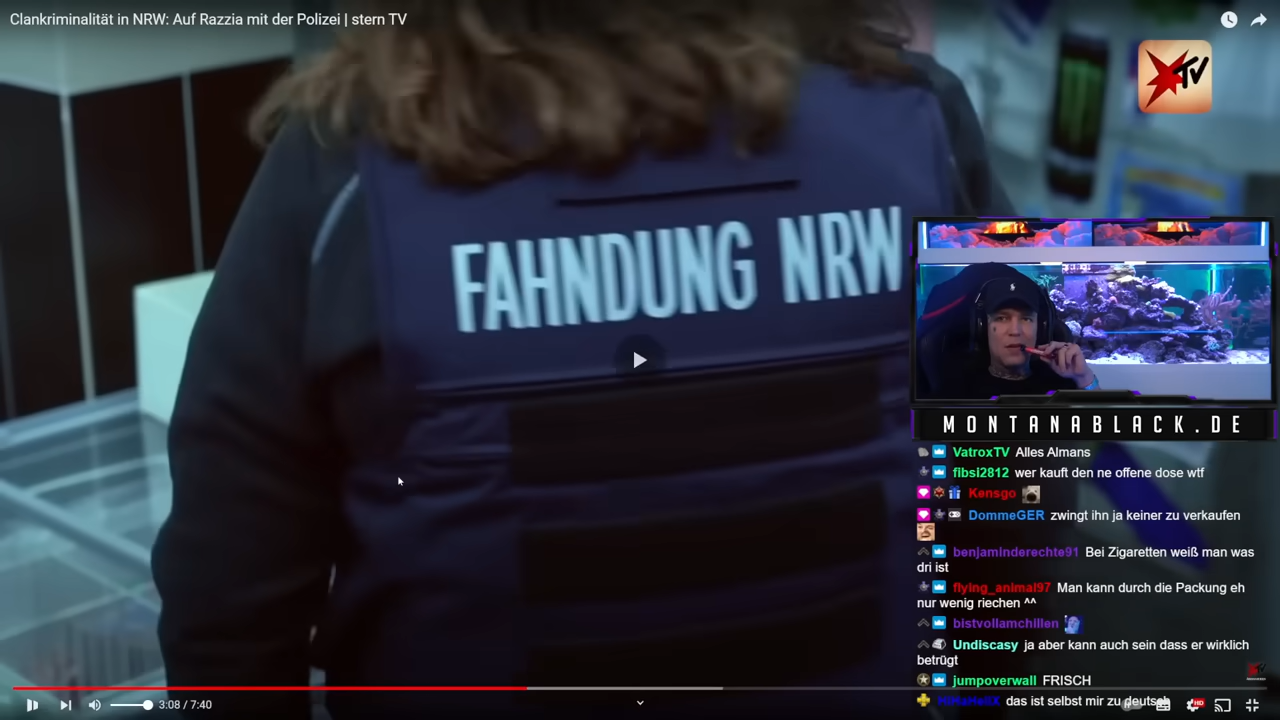 Clankriminalität in NRW: Auf Razzia mit der Polizei | stern TV
TV
FAHNDUNG NRW
MONTANABLACK.DE
VatroxTV Alles Almans
fibsi2812 wer kauft den ne offene dose wtf
Kensgo
DommeGER zwingt ihn ja keiner zu verkaufen
benjaminderechte91 Bei Zigaretten weiß man was
dri ist
flying_animal97 Man kann durch die Packung eh
nur wenig riechen ^^
bistvollamchillen
Undiscasy ja aber kann auch sein dass er wirklich
betrügt
jumpoverwall FRISCH
das ist selbst mir zu deutsch
3:08 / 7:40
HD